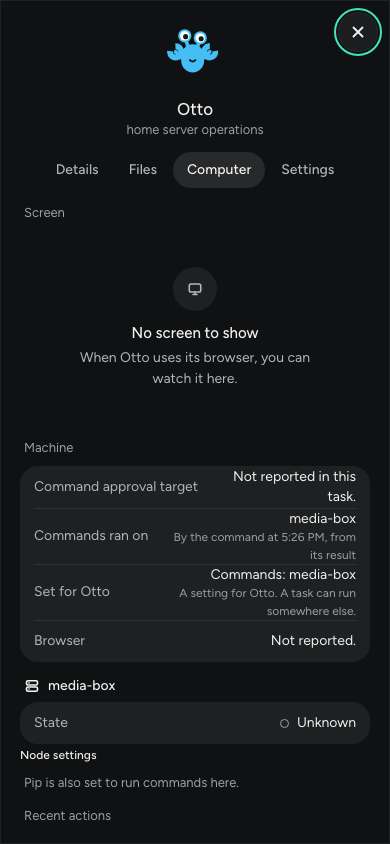 Otto
home server operations
Details Files Computer Settings
Screen
No screen to show
When Otto uses its browser, you can
watch it here.
Machine
Command approval target Not reported in this
task.
Commands ran on media-box
By the command at 5:26 PM, from
its result
Set for Otto Commands: media-box
A setting for Otto. A task can run
somewhere else.
Browser Not reported.
media-box
State Unknown
Node settings
Pip is also set to run commands here.
Recent actions